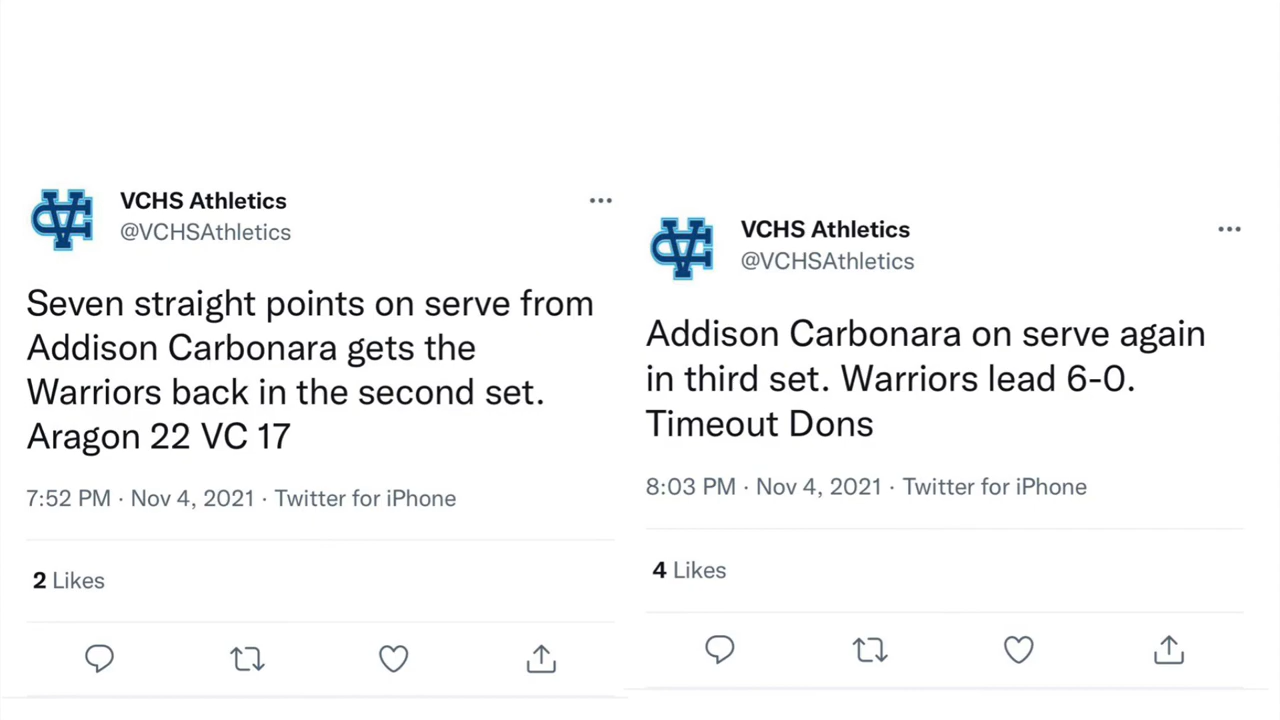 VCHS Athletics
@VCHSAthletics
Seven straight points on serve from
Addison Carbonara gets the
Warriors back in the second set.
Aragon 22 VC 17
7:52 PM · Nov 4, 2021 · Twitter for iPhone
2 Likes
VCHS Athletics
@VCHSAthletics
Addison Carbonara on serve again
in third set. Warriors lead 6-0.
Timeout Dons
8:03 PM · Nov 4, 2021 · Twitter for iPhone
4 Likes